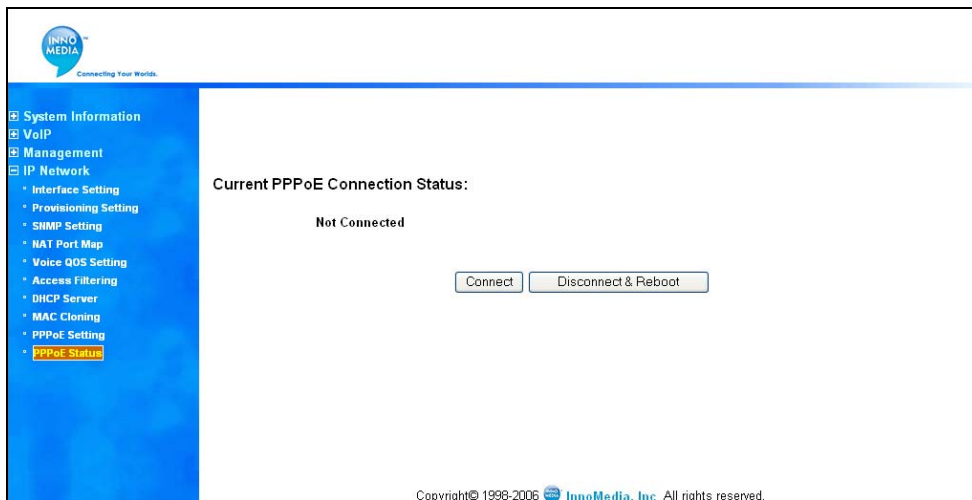 INNO
MEDIA
Connecting Your Worlds.
System Information
VoIP
Management
IP Network
Interface Setting
Provisioning Setting
SNMP Setting
NAT Port Map
Voice QOS Setting
Access Filtering
DHCP Server
MAC Cloning
PPPoE Setting
PPPoE Status
Current PPPoE Connection Status:
Not Connected
Connect Disconnect & Reboot
Copyright© 1998-2006 InnoMedia, Inc. All rights reserved.